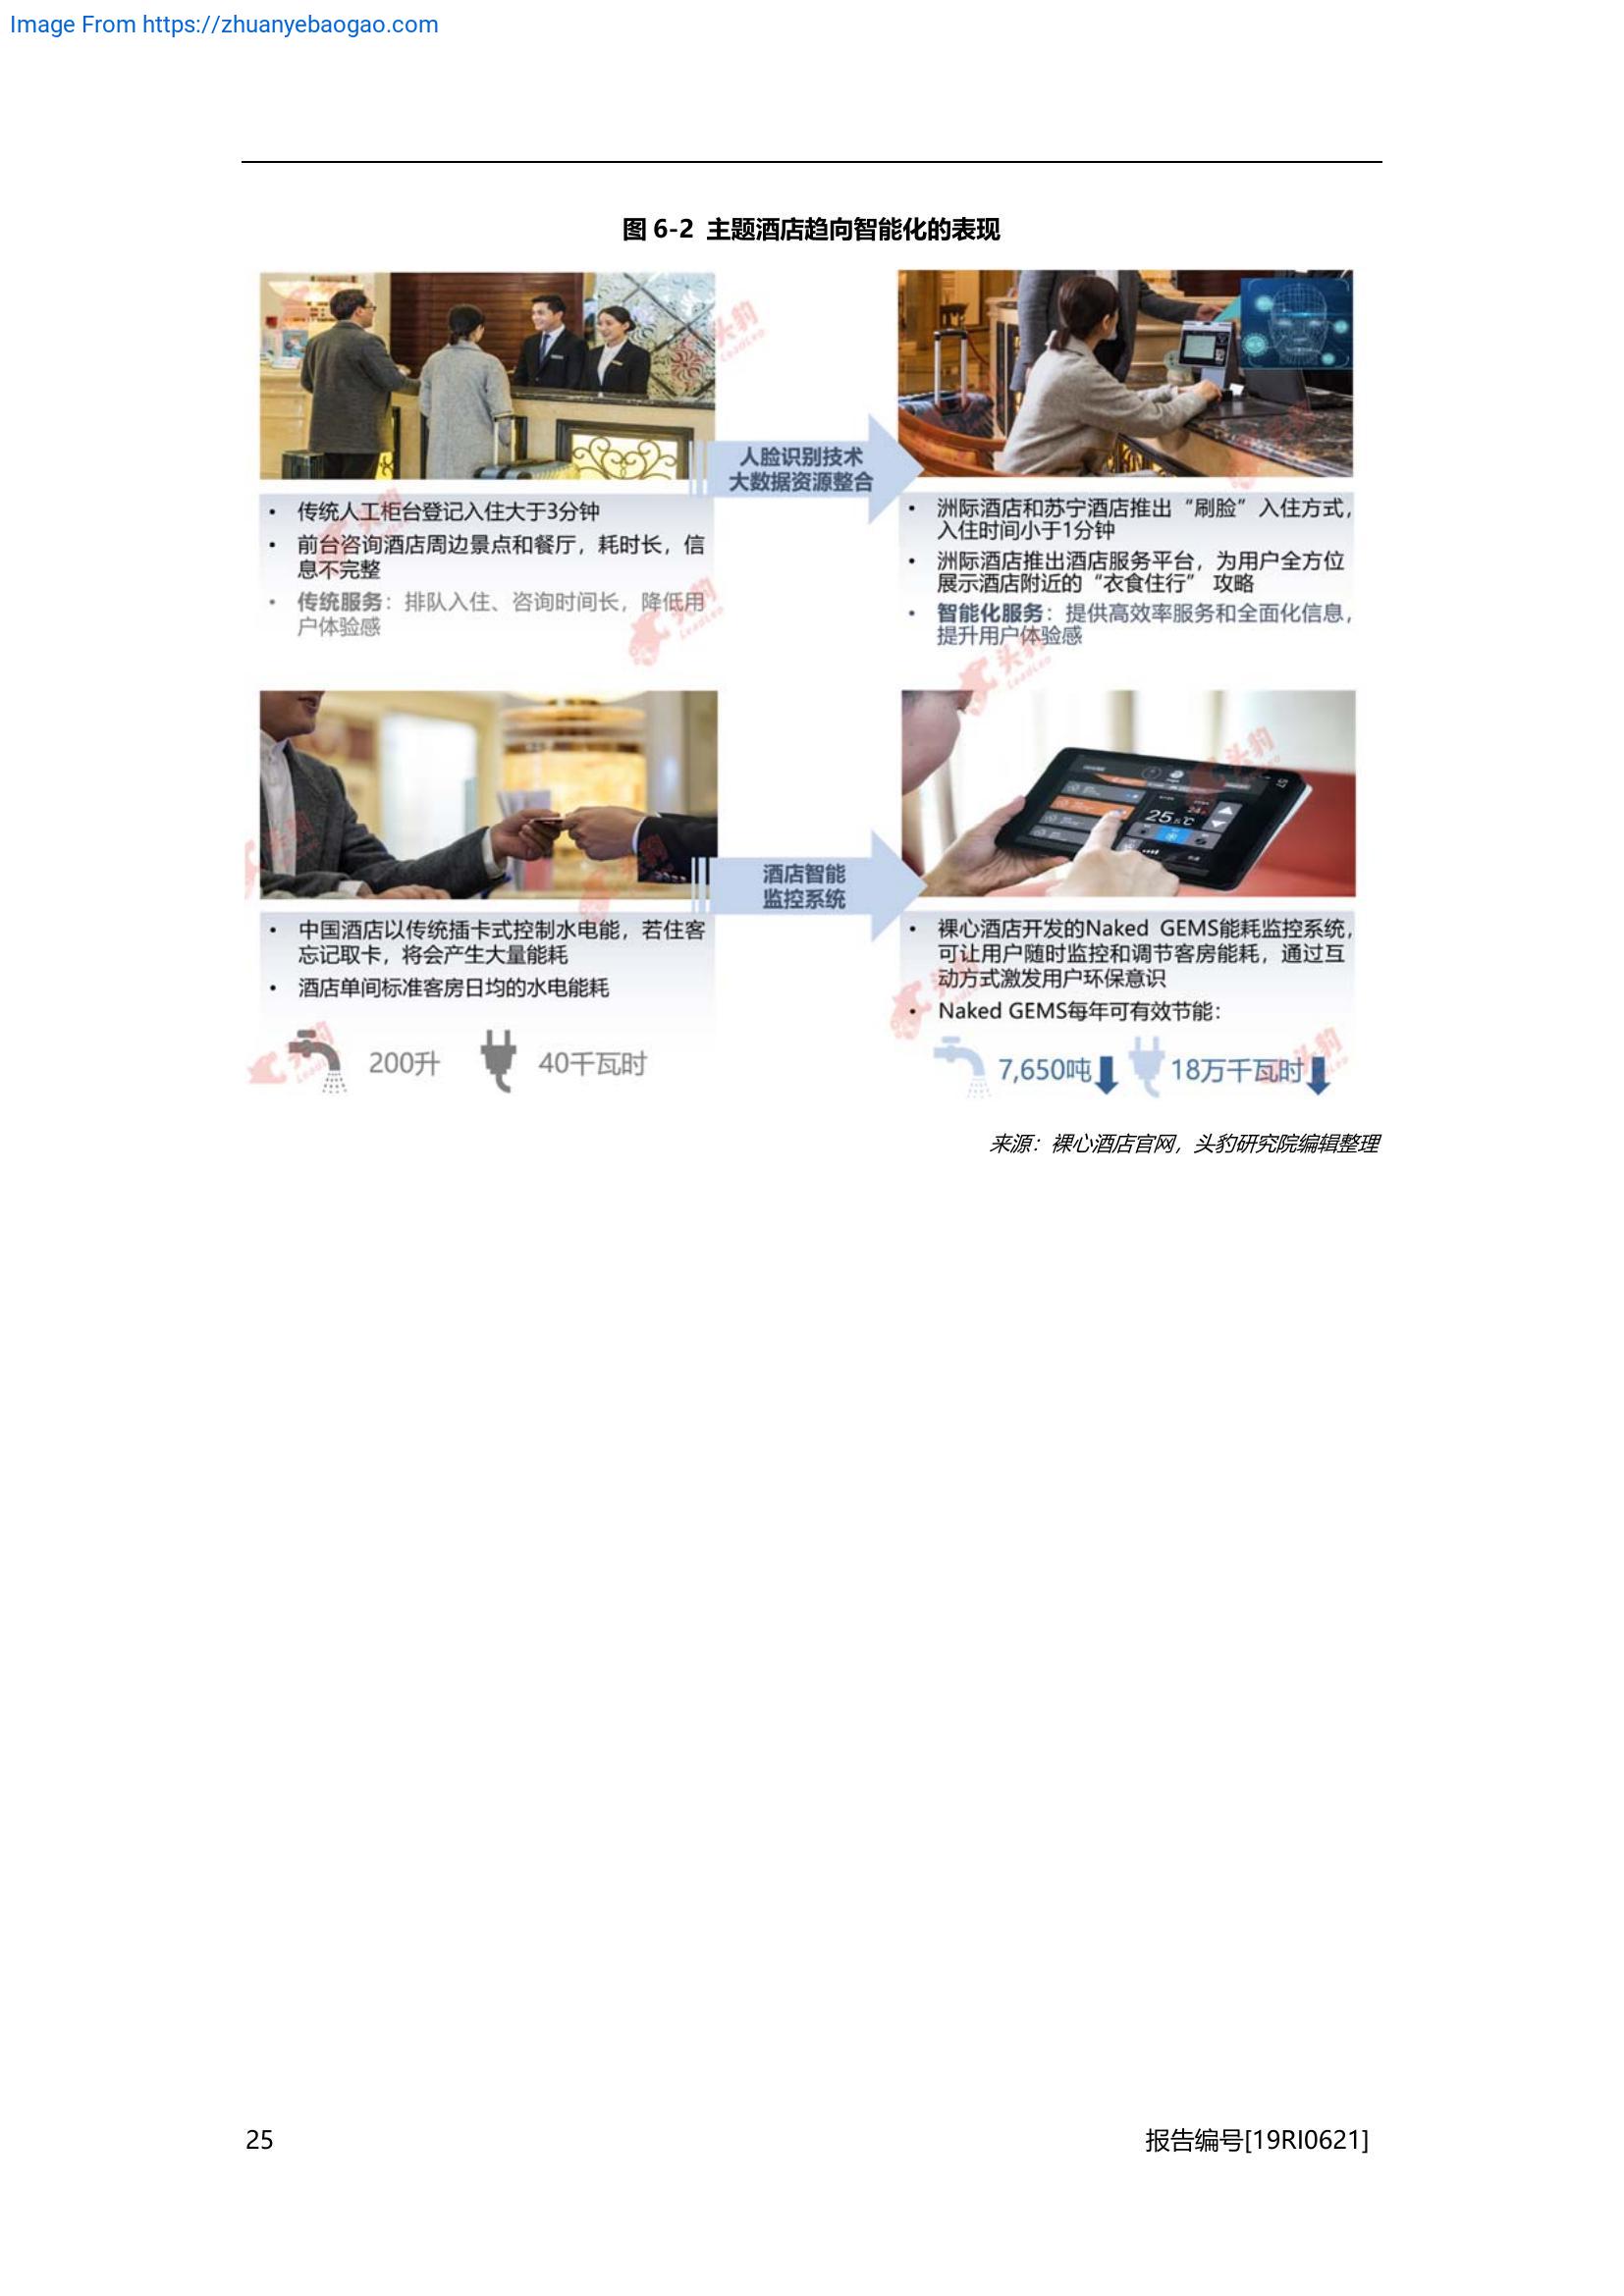 Image From https://zhuanyebaogao.com
图 6-2 主题酒店趋向智能化的表现
人脸识别技术
大数据资源整合
• 传统人工柜台登记入住大于3分钟
• 前台咨询酒店周边景点和餐厅，耗时长，信
息不完整
• 传统服务：排队入住、咨询时间长，降低用
户体验感
• 洲际酒店和苏宁酒店推出“刷脸”入住方式，
入住时间小于1分钟
• 洲际酒店推出酒店服务平台，为用户全方位
展示酒店附近的“衣食住行” 攻略
• 智能化服务：提供高效率服务和全面化信息，
提升用户体验感
25.5℃
酒店智能
监控系统
• 中国酒店以传统插卡式控制水电能，若住客
忘记取卡，将会产生大量能耗
• 酒店单间标准客房日均的水电能耗
200升 40千瓦时
• 裸心酒店开发的Naked GEMS能耗监控系统，
可让用户随时监控和调节客房能耗，通过互
动方式激发用户环保意识
• Naked GEMS每年可有效节能：
7,650吨 18万千瓦时
来源：裸心酒店官网，头豹研究院编辑整理
头豹
LeadLeo
25 报告编号[19RI0621]